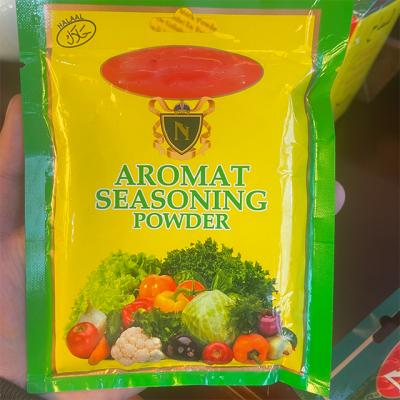 HALAAL
حلال
N
AROMAT
SEASONING
POWDER